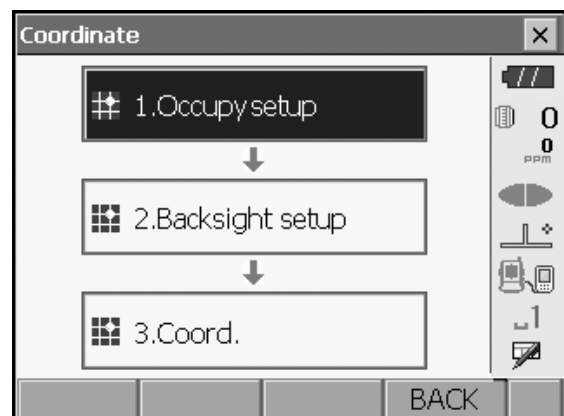 Coordinate
1.Occupy setup
0
0
PPM
2.Backsight setup
1
3.Coord.
BACK